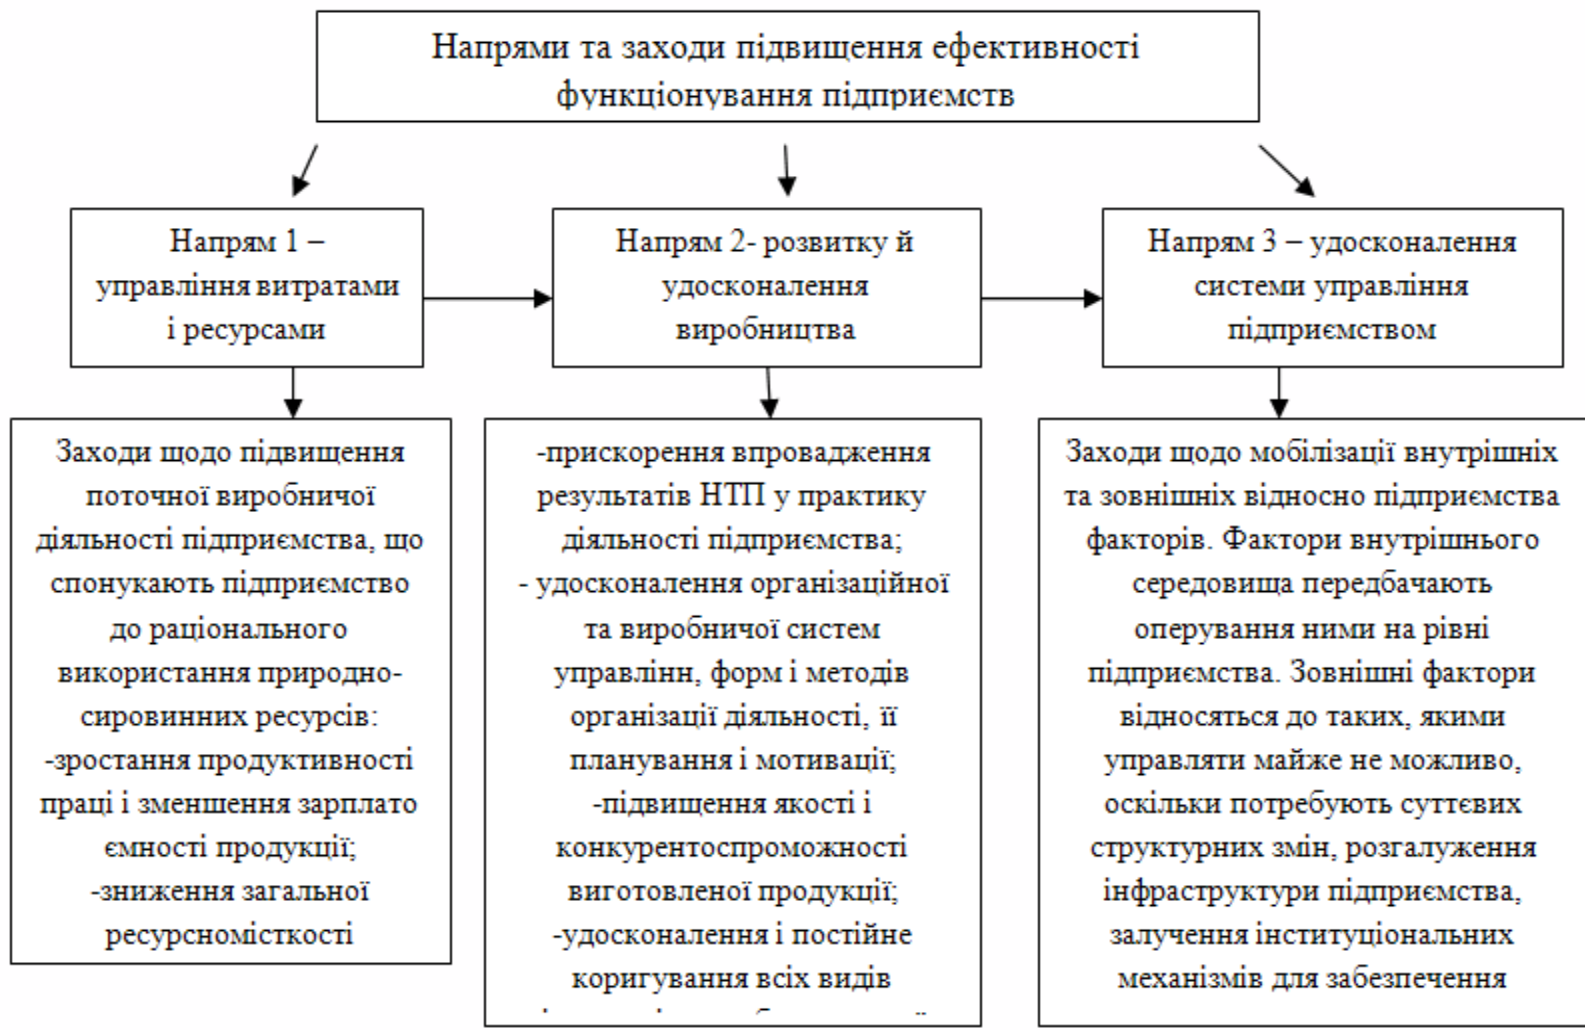 Напрями та заходи підвищення ефективності
функціонування підприємств
Напрям 1 –
управління витратами
і ресурсами
Напрям 2- розвитку й
удосконалення
виробництва
Напрям 3 – удосконалення
системи управління
підприємством
Заходи щодо підвищення
поточної виробничої
діяльності підприємства, що
спонукають підприємство
до раціонального
використання природно-
сировинних ресурсів:
-зростання продуктивності
праці і зменшення зарплато
ємності продукції;
-зниження загальної
ресурсномісткості
-прискорення впровадження
результатів НТП у практику
діяльності підприємства;
- удосконалення організаційної
та виробничої систем
управлінн, форм і методів
організації діяльності, її
планування і мотивації;
-підвищення якості і
конкурентоспроможності
виготовленої продукції;
-удосконалення і постійне
коригування всіх видів
Заходи щодо мобілізації внутрішніх
та зовнішніх відносно підприємства
факторів. Фактори внутрішнього
середовища передбачають
оперування ними на рівні
підприємства. Зовнішні фактори
відносяться до таких, якими
управляти майже не можливо,
оскільки потребують суттєвих
структурних змін, розгалуження
інфраструктури підприємства,
залучення інституціональних
механізмів для забезпечення